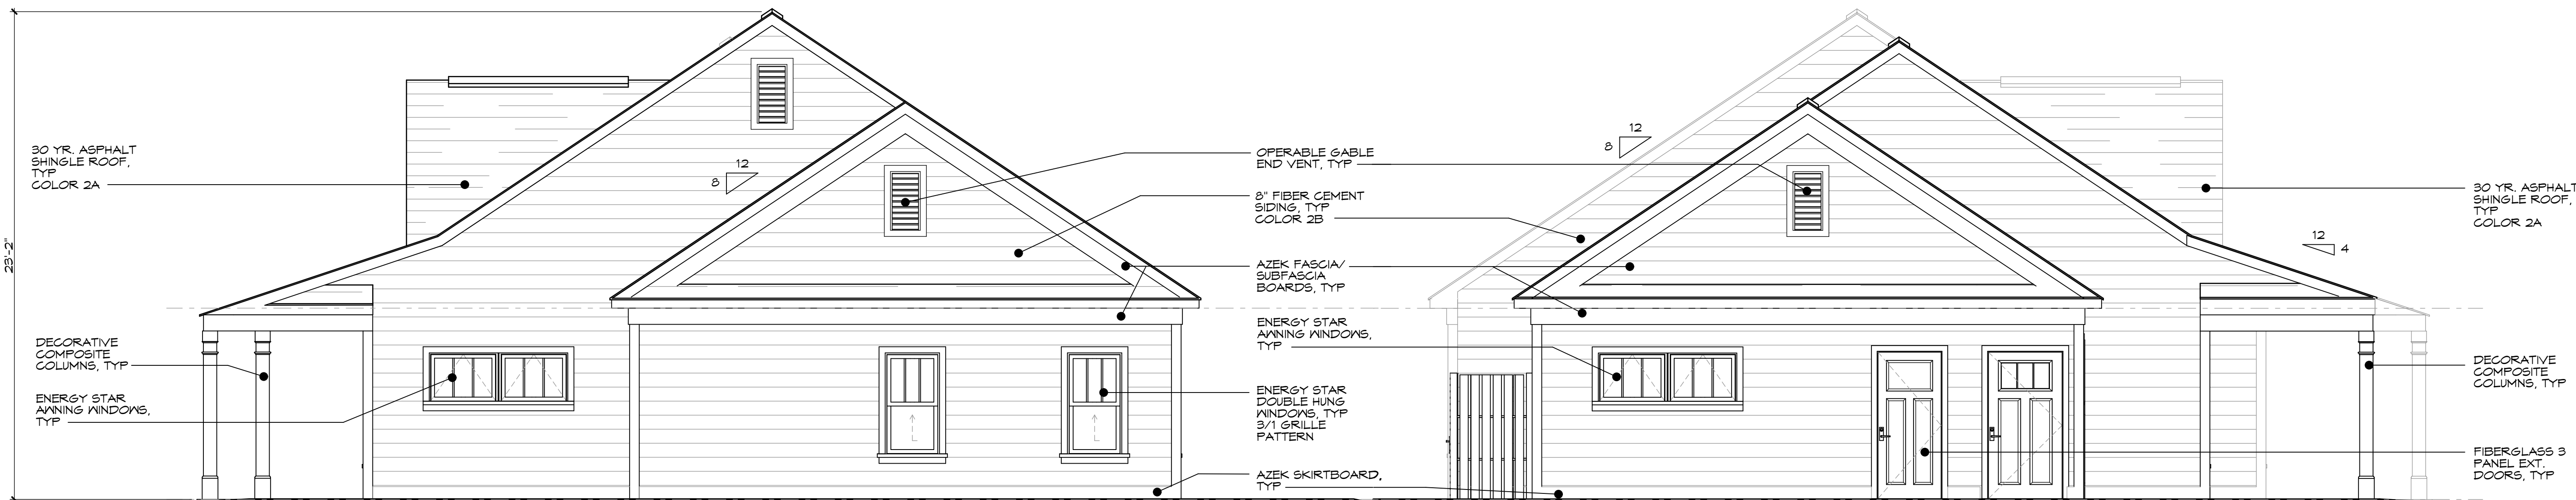 23'-2"
30 YR. ASPHALT
SHINGLE ROOF,
TYP
COLOR 2A
DECORATIVE
COMPOSITE
COLUMNS, TYP
ENERGY STAR
AWNING WINDOWS,
TYP
12
8
OPERABLE GABLE
END VENT, TYP
8" FIBER CEMENT
SIDING, TYP
COLOR 2B
AZEK FASCIA/
SUBFASCIA
BOARDS, TYP
ENERGY STAR
AWNING WINDOWS,
TYP
ENERGY STAR
DOUBLE HUNG
WINDOWS, TYP
3/1 GRILLE
PATTERN
AZEK SKIRTBOARD,
TYP
12
8
12
4
30 YR. ASPHALT
SHINGLE ROOF,
TYP
COLOR 2A
DECORATIVE
COMPOSITE
COLUMNS, TYP
FIBERGLASS 3
PANEL EXT.
DOORS, TYP